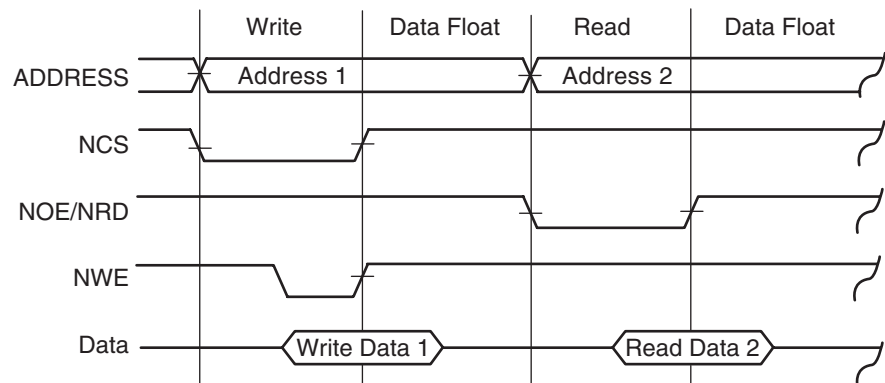 Write Data Float Read Data Float
ADDRESS Address 1 Address 2
NCS
NOE/NRD
NWE
Data Write Data 1 Read Data 2